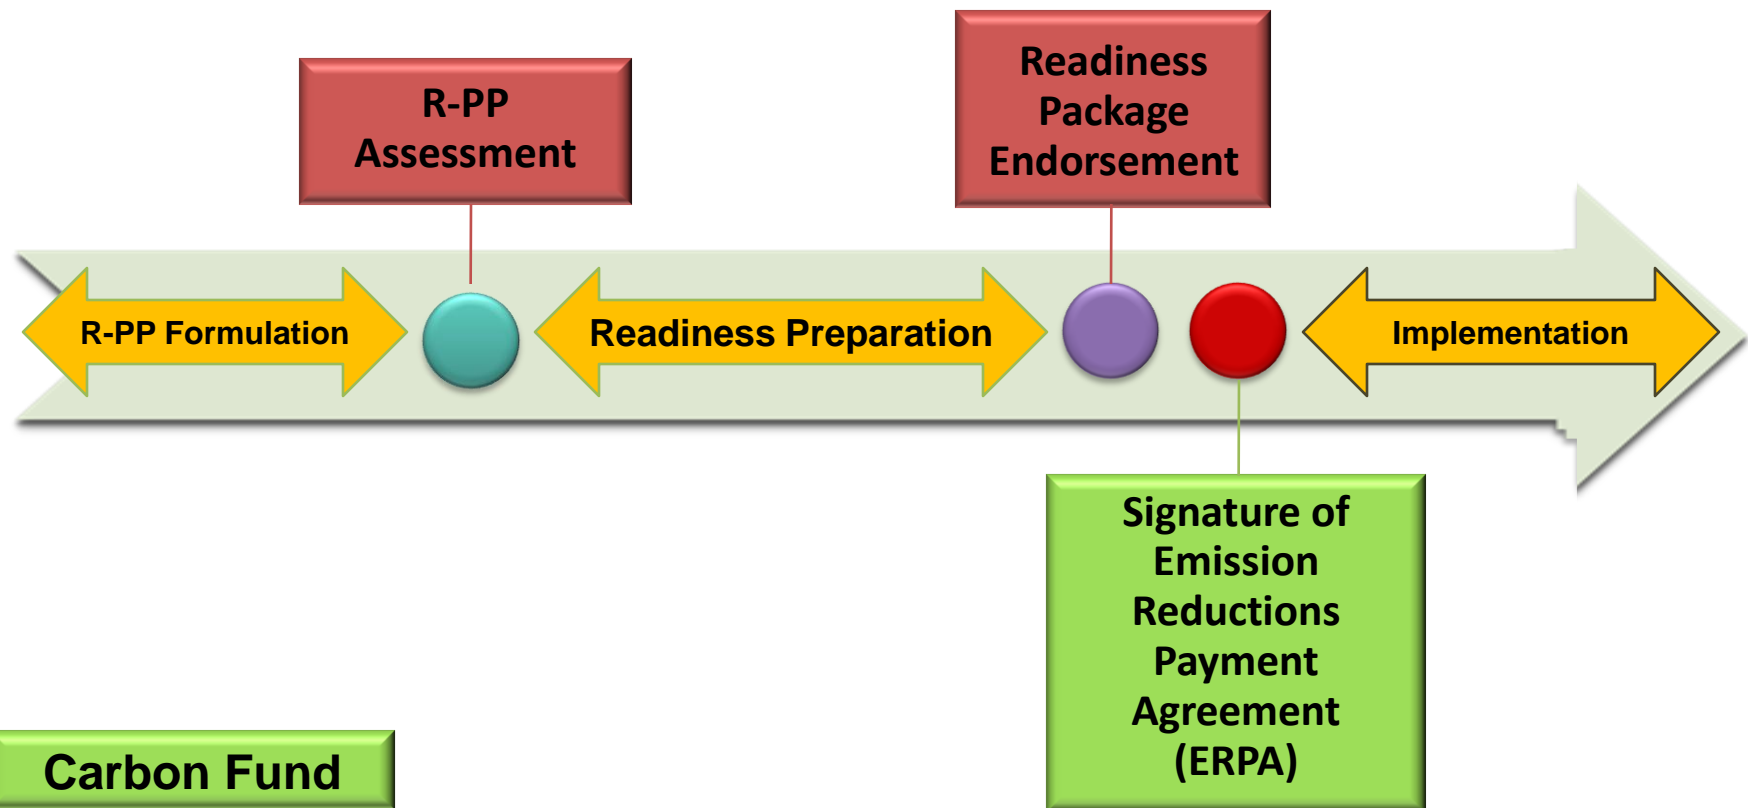 R-PP
Assessment
Readiness
Package
Endorsement
R-PP Formulation
Readiness Preparation
Implementation
Signature of
Emission
Reductions
Payment
Agreement
(ERPA)
Carbon Fund